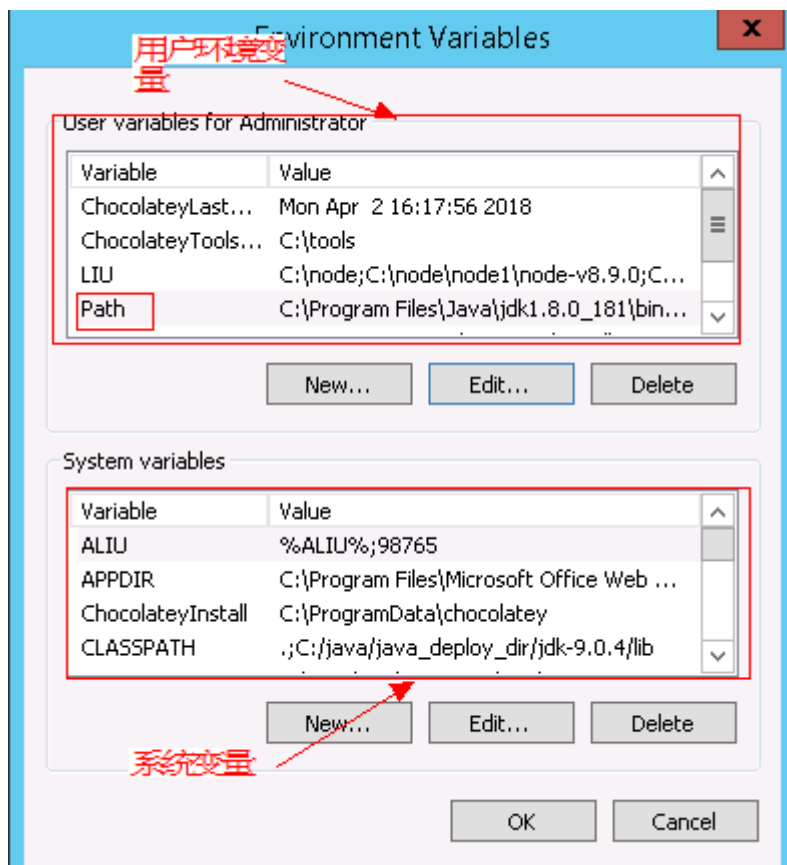 Environment Variables
x
用户环境变
量
User variables for Administrator
Variable Value
ChocolateyLast... Mon Apr 2 16:17:56 2018
ChocolateyTools... C:\tools
LIU C:\node;C:\node\node1\node-v8.9.0;C...
Path C:\Program Files\Java\jdk1.8.0_181\bin...
New... Edit... Delete
System variables
Variable Value
ALIU %ALIU%;98765
APPDIR C:\Program Files\Microsoft Office Web ...
ChocolateyInstall C:\ProgramData\chocolatey
CLASSPATH .;C:/java/java_deploy_dir/jdk-9.0.4/lib
New... Edit... Delete
系统变量
OK Cancel